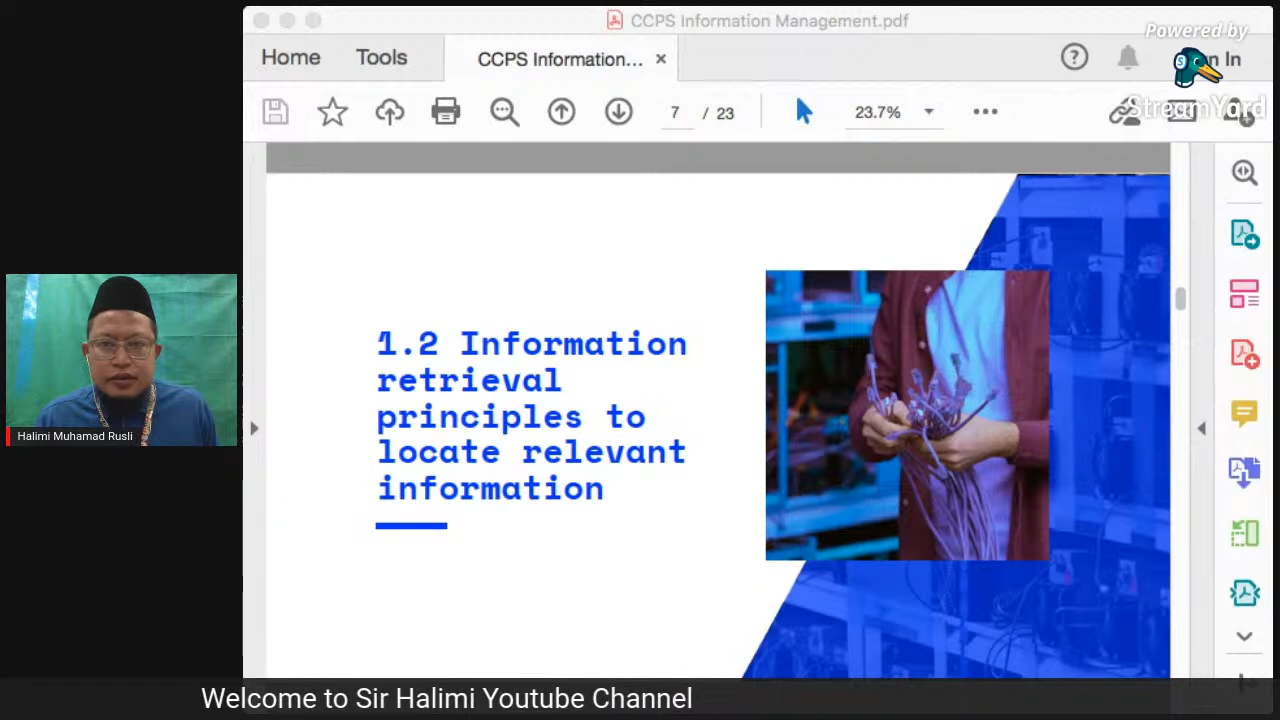 CCPS Information Management.pdf
Powered by
Home
Tools
CCPS Information...
In
StreamYard
7 / 23
23.7%
1.2 Information
retrieval
principles to
locate relevant
information
Halimi Muhamad Rusli
Welcome to Sir Halimi Youtube Channel